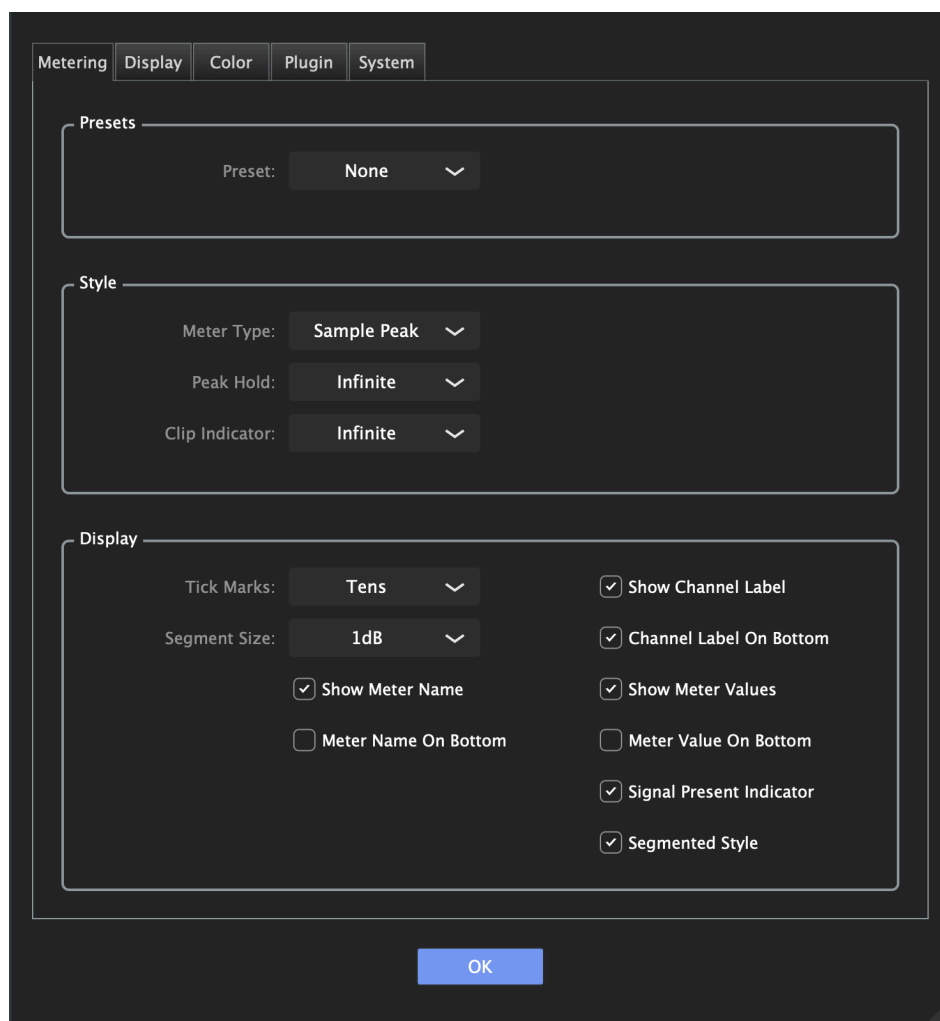 Metering Display Color Plugin System
Presets
Preset: None
Style
Meter Type: Sample Peak
Peak Hold: Infinite
Clip Indicator: Infinite
Display
Tick Marks: Tens Show Channel Label
Segment Size: 1dB Channel Label On Bottom
Show Meter Name Show Meter Values
Meter Name On Bottom Meter Value On Bottom
Signal Present Indicator
Segmented Style
OK